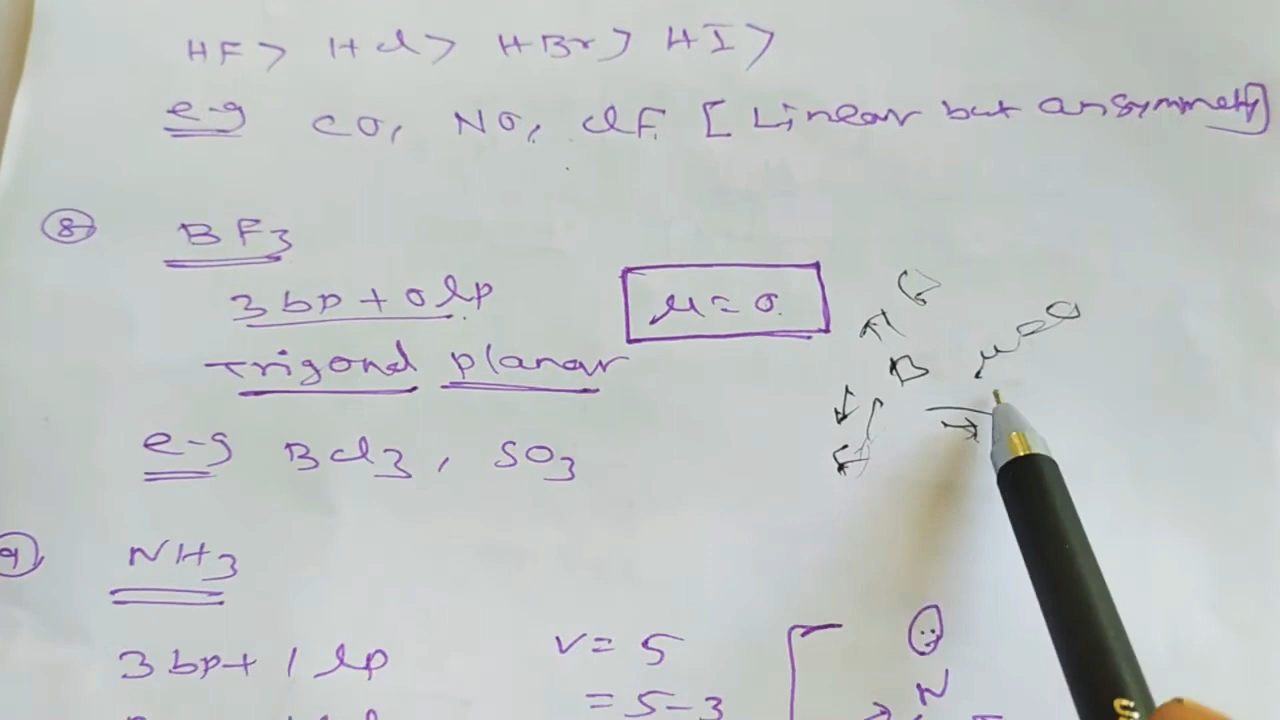 HF > HCl > HBr > HI >
e-g CO, NO, ClF. [Linear but ansymmety]
⑧ BF3
3bp + 0lp
μ = 0.
Trigonal planar
B
μ = 0
e-g BCl3, SO3
⑨ NH3
3bp + 1lp
V = 5
= 5-3
N